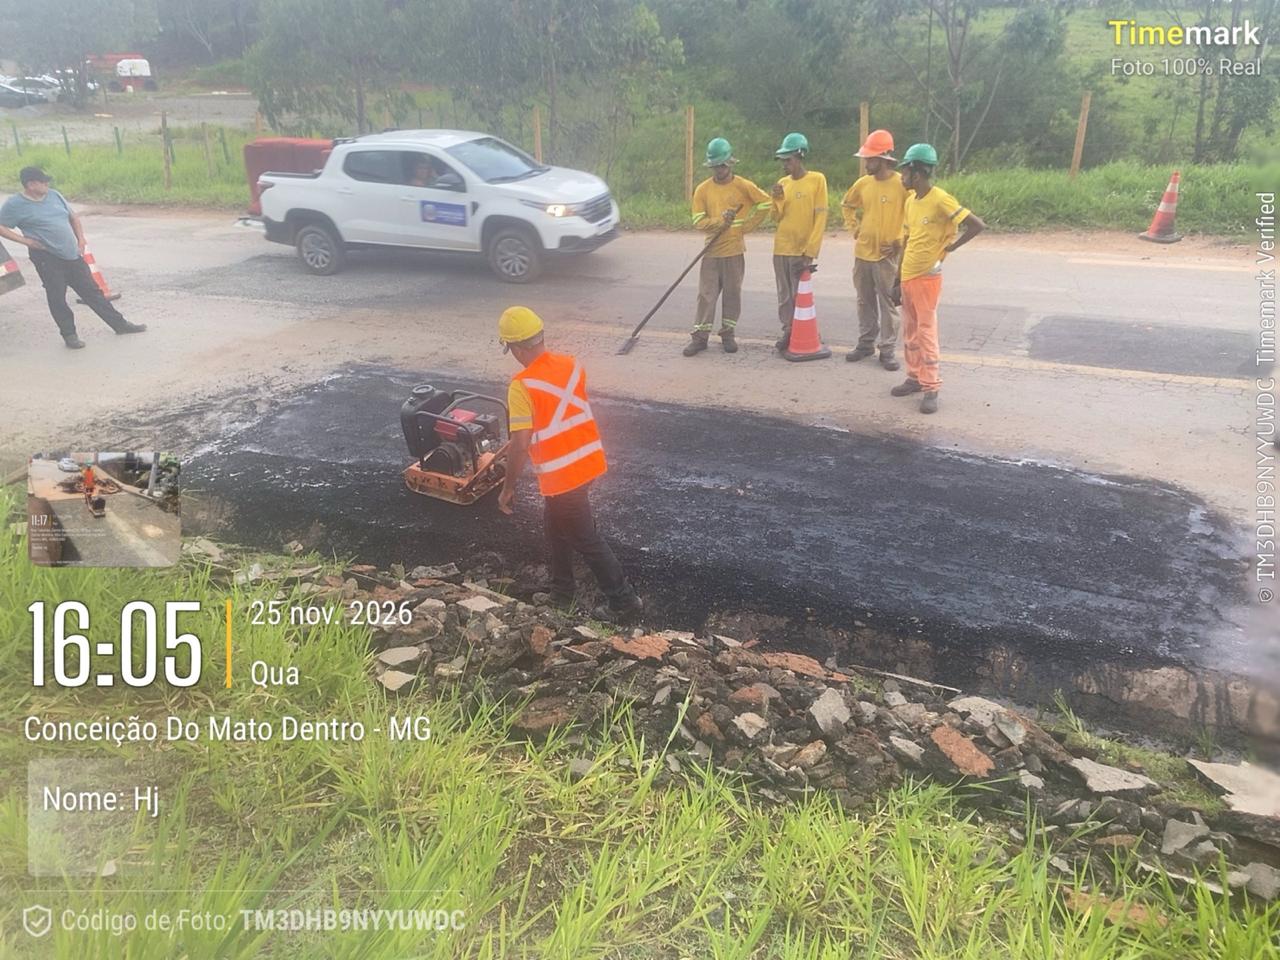 Timemark
Foto 100% Real
11:17
16:05
25 nov. 2026
Qua
Conceição Do Mato Dentro - MG
Nome: Hj
Código de Foto: TM3DHB9NYYUWDC
© TM3DHB9NYYUWDC Timemark Verified